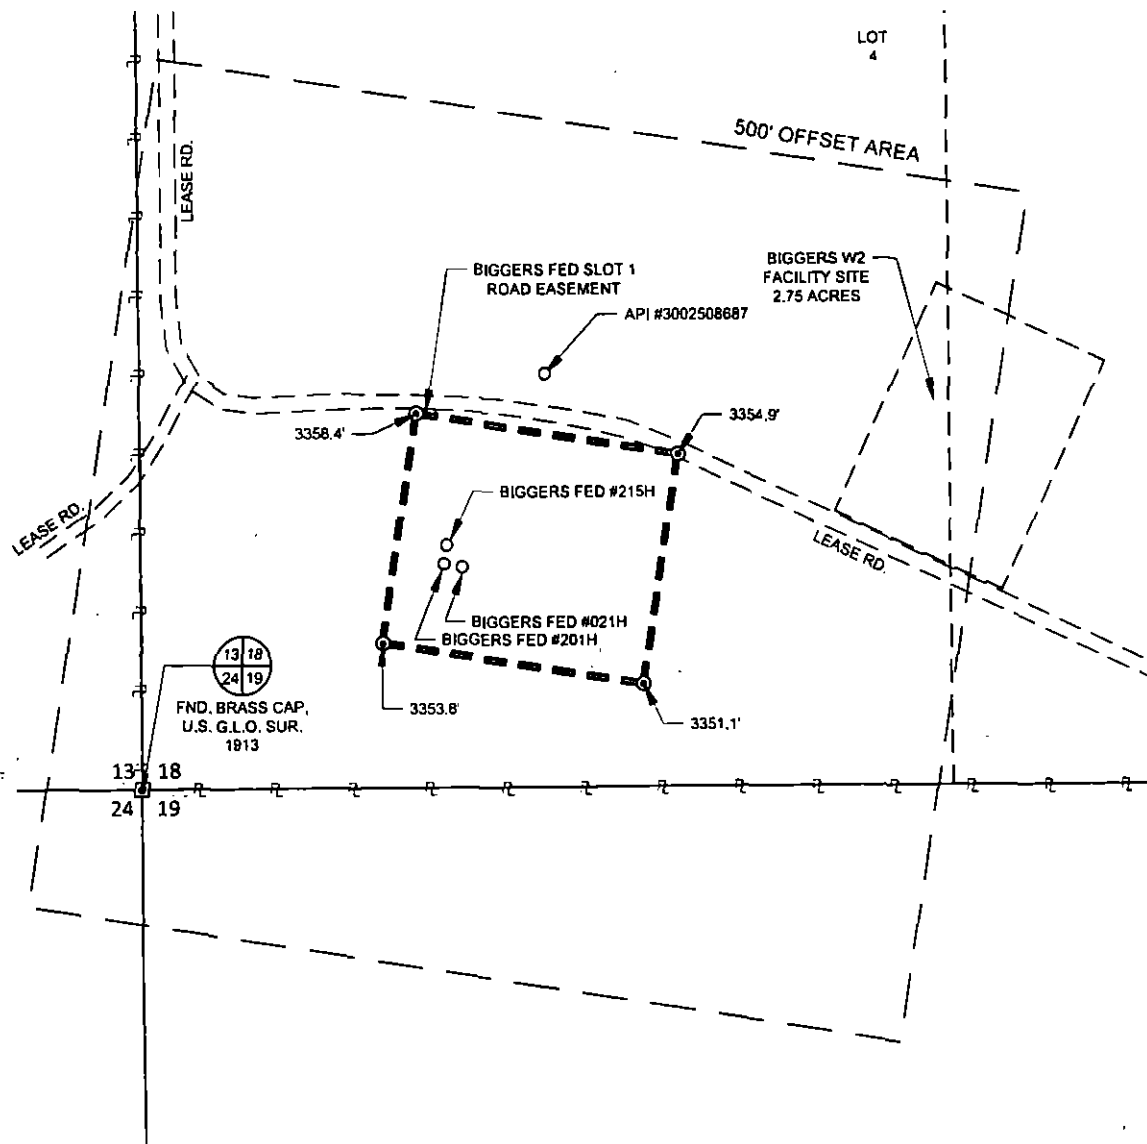 LOT
4
500' OFFSET AREA
LEASE RD.
BIGGERS FED SLOT 1
ROAD EASEMENT
BIGGERS W2
FACILITY SITE
2.75 ACRES
API #3002508687
3354.9'
3358.4'
BIGGERS FED #215H
LEASE RD.
LEASE RD.
BIGGERS FED #021H
BIGGERS FED #201H
13 18
24 19
FND. BRASS CAP,
U.S. G.L.O. SUR.
1913
3353.6'
3351.1'
13 18
24 19